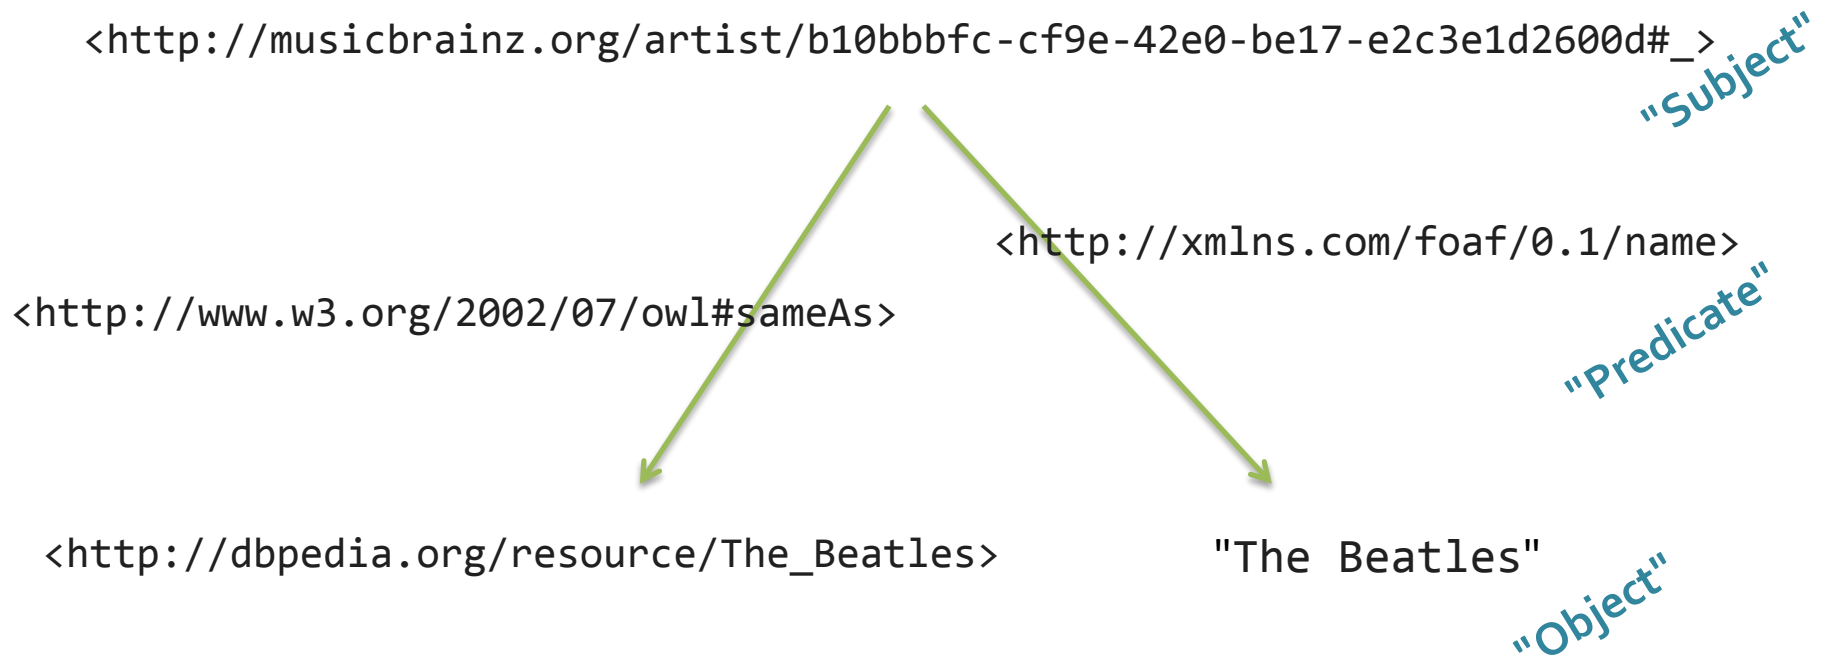 <http://musicbrainz.org/artist/b10bbbfc-cf9e-42e0-be17-e2c3e1d2600d#_>
"Subject"
<http://xmlns.com/foaf/0.1/name>
<http://www.w3.org/2002/07/owl#sameAs>
"Predicate"
<http://dbpedia.org/resource/The_Beatles>
"The Beatles"
"Object"